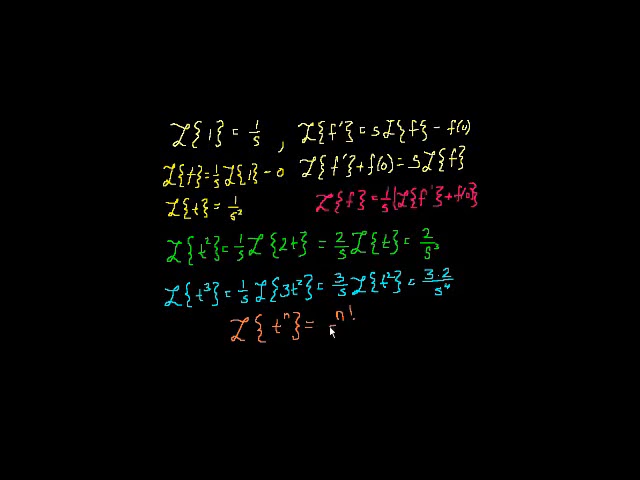 ℒ{1} = 1/s , ℒ{f'} = sℒ{f} - f(0)
ℒ{t} = 1/s ℒ{1} - 0 ℒ{f'} + f(0) = sℒ{f}
ℒ{t} = 1/s² ℒ{f} = 1/s [ℒ{f'} + f(0)]
ℒ{t²} = 1/s ℒ{2t} = 2/s ℒ{t} = 2/s³
ℒ{t³} = 1/s ℒ{3t²} = 3/s ℒ{t²} = 3·2/s⁴
ℒ{tⁿ} = n!